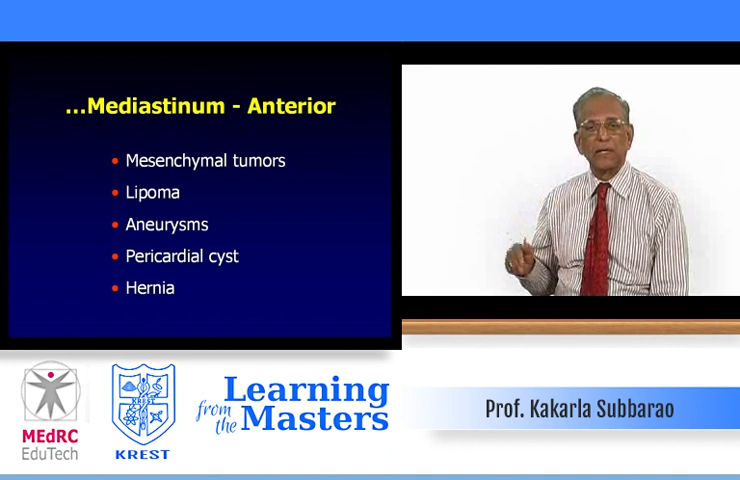 ...Mediastinum - Anterior
• Mesenchymal tumors
• Lipoma
• Aneurysms
• Pericardial cyst
• Hernia
MEdRC
EduTech
KREST
KREST
Learning
from the
Masters
Prof. Kakarla Subbarao